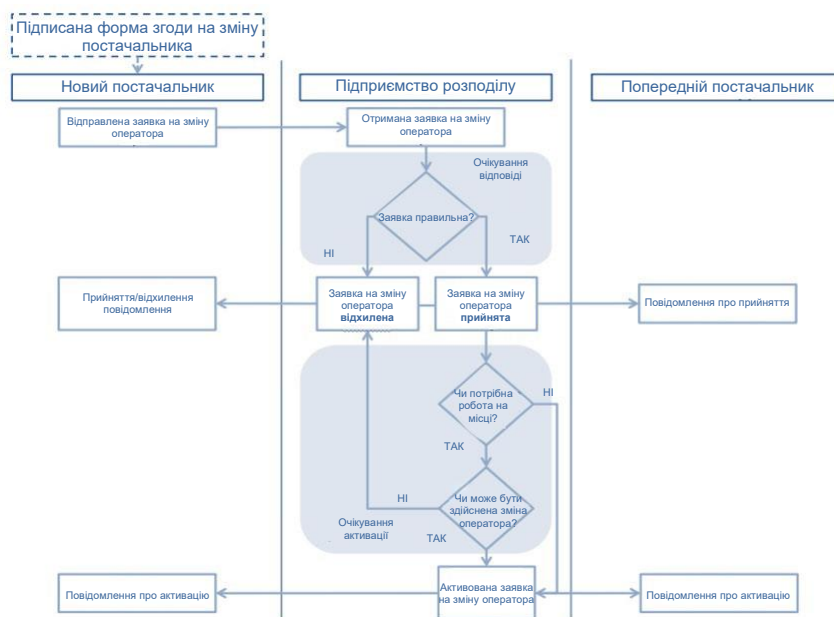 Підписана форма згоди на зміну
постачальника
Новий постачальник
Підприємство розподілу
Попередній постачальник
Відправлена заявка на зміну
оператора
Отримана заявка на зміну
оператора
Очікування
відповіді
Заявка правильна?
НІ
ТАК
Прийняття/відхилення
повідомлення
Заявка на зміну
оператора
відхилена
Заявка на зміну
оператора
прийнята
Повідомлення про прийняття
Чи потрібна
робота на
місці?
НІ
ТАК
Чи може бути
здійснена зміна
оператора?
НІ
Очікування
активації
ТАК
Повідомлення про активацію
Активована заявка
на зміну оператора
Повідомлення про активацію